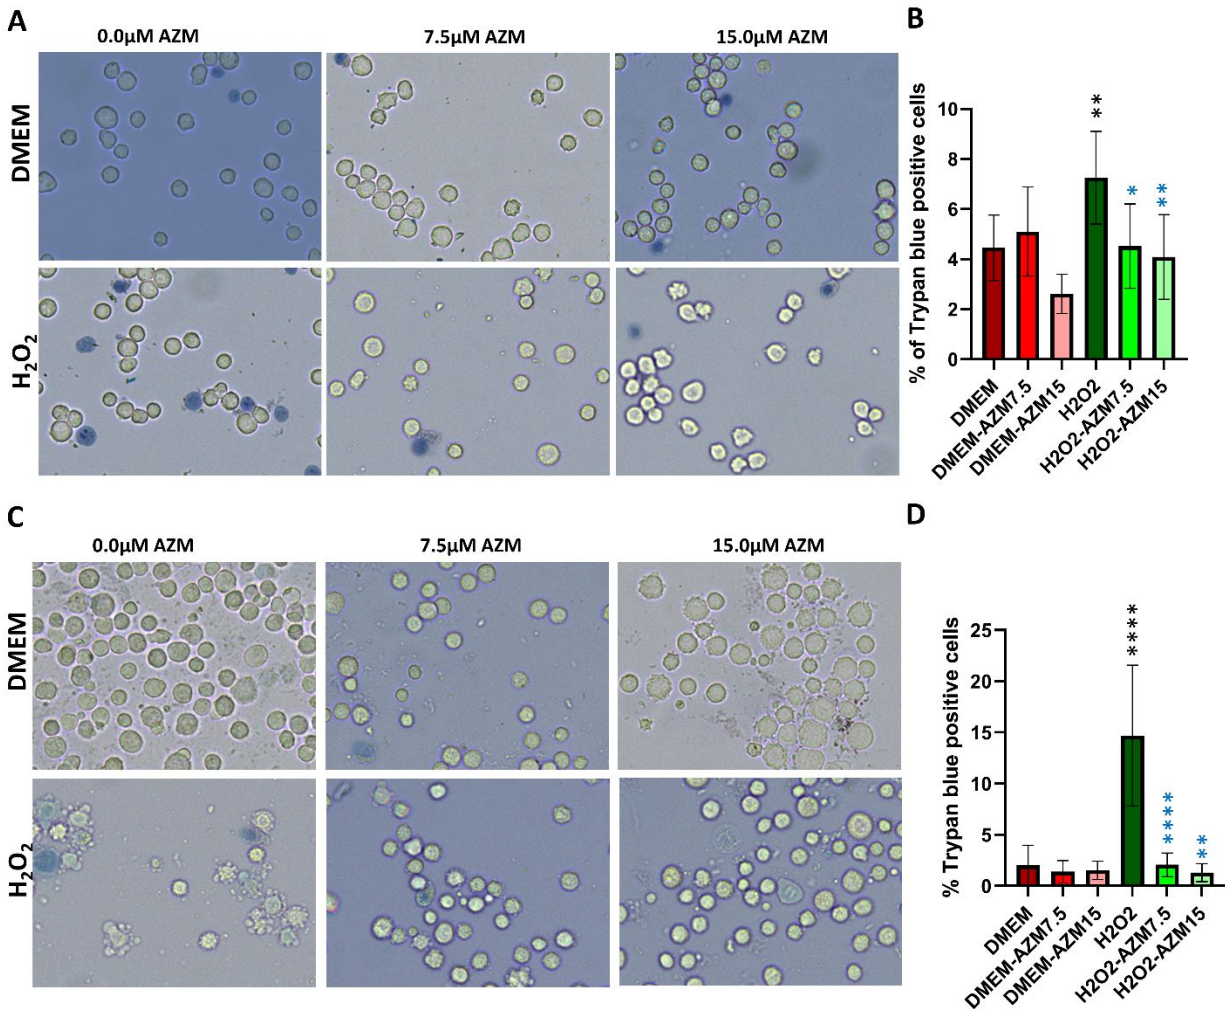 A
0.0µM AZM 7.5µM AZM 15.0µM AZM
DMEM
H₂O₂
B
% of Trypan blue positive cells
10
8
6
4
2
0
**
*
**
DMEM
DMEM-AZM7.5
DMEM-AZM15
H2O2
H2O2-AZM7.5
H2O2-AZM15
C
0.0µM AZM 7.5µM AZM 15.0µM AZM
DMEM
H₂O₂
D
% Trypan blue positive cells
25
20
15
10
5
0
****
****
**
DMEM
DMEM-AZM7.5
DMEM-AZM15
H2O2
H2O2-AZM7.5
H2O2-AZM15